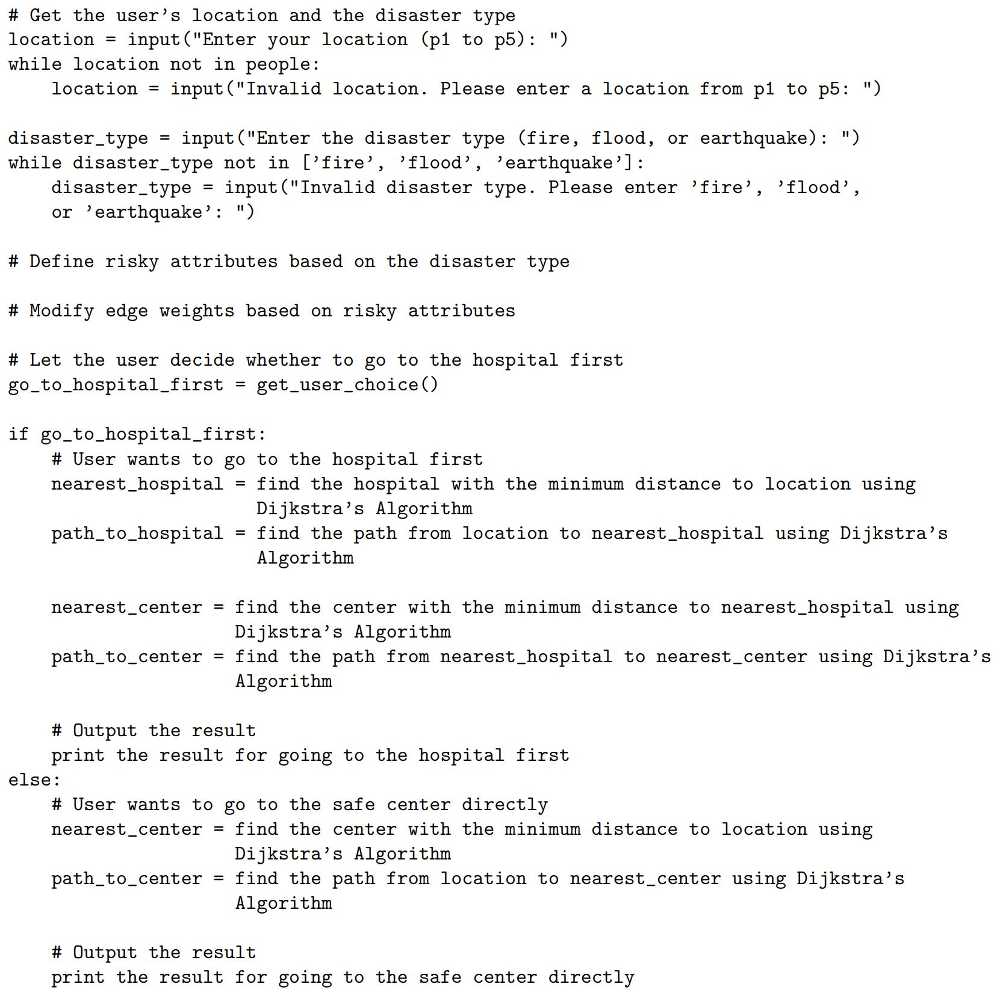 # Get the user’s location and the disaster type
location = input("Enter your location (p1 to p5): ")
while location not in people:
    location = input("Invalid location. Please enter a location from p1 to p5: ")

disaster_type = input("Enter the disaster type (fire, flood, or earthquake): ")
while disaster_type not in [’fire’, ’flood’, ’earthquake’]:
    disaster_type = input("Invalid disaster type. Please enter ’fire’, ’flood’,
    or ’earthquake’: ")

# Define risky attributes based on the disaster type

# Modify edge weights based on risky attributes

# Let the user decide whether to go to the hospital first
go_to_hospital_first = get_user_choice()

if go_to_hospital_first:
    # User wants to go to the hospital first
    nearest_hospital = find the hospital with the minimum distance to location using
                       Dijkstra’s Algorithm
    path_to_hospital = find the path from location to nearest_hospital using Dijkstra’s
                       Algorithm

    nearest_center = find the center with the minimum distance to nearest_hospital using
                     Dijkstra’s Algorithm
    path_to_center = find the path from nearest_hospital to nearest_center using Dijkstra’s
                     Algorithm

    # Output the result
    print the result for going to the hospital first
else:
    # User wants to go to the safe center directly
    nearest_center = find the center with the minimum distance to location using
                     Dijkstra’s Algorithm
    path_to_center = find the path from location to nearest_center using Dijkstra’s
                     Algorithm

    # Output the result
    print the result for going to the safe center directly